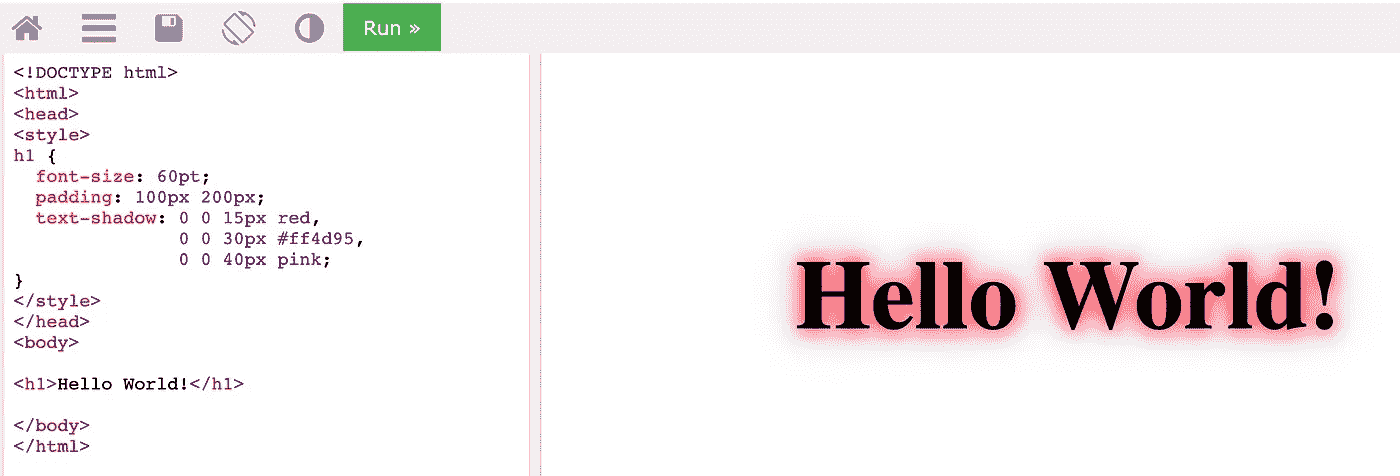 Run »
<!DOCTYPE html>
<html>
<head>
<style>
h1 {
  font-size: 60pt;
  padding: 100px 200px;
  text-shadow: 0 0 15px red,
               0 0 30px #ff4d95,
               0 0 40px pink;
}
</style>
</head>
<body>

<h1>Hello World!</h1>

</body>
</html>
Hello World!